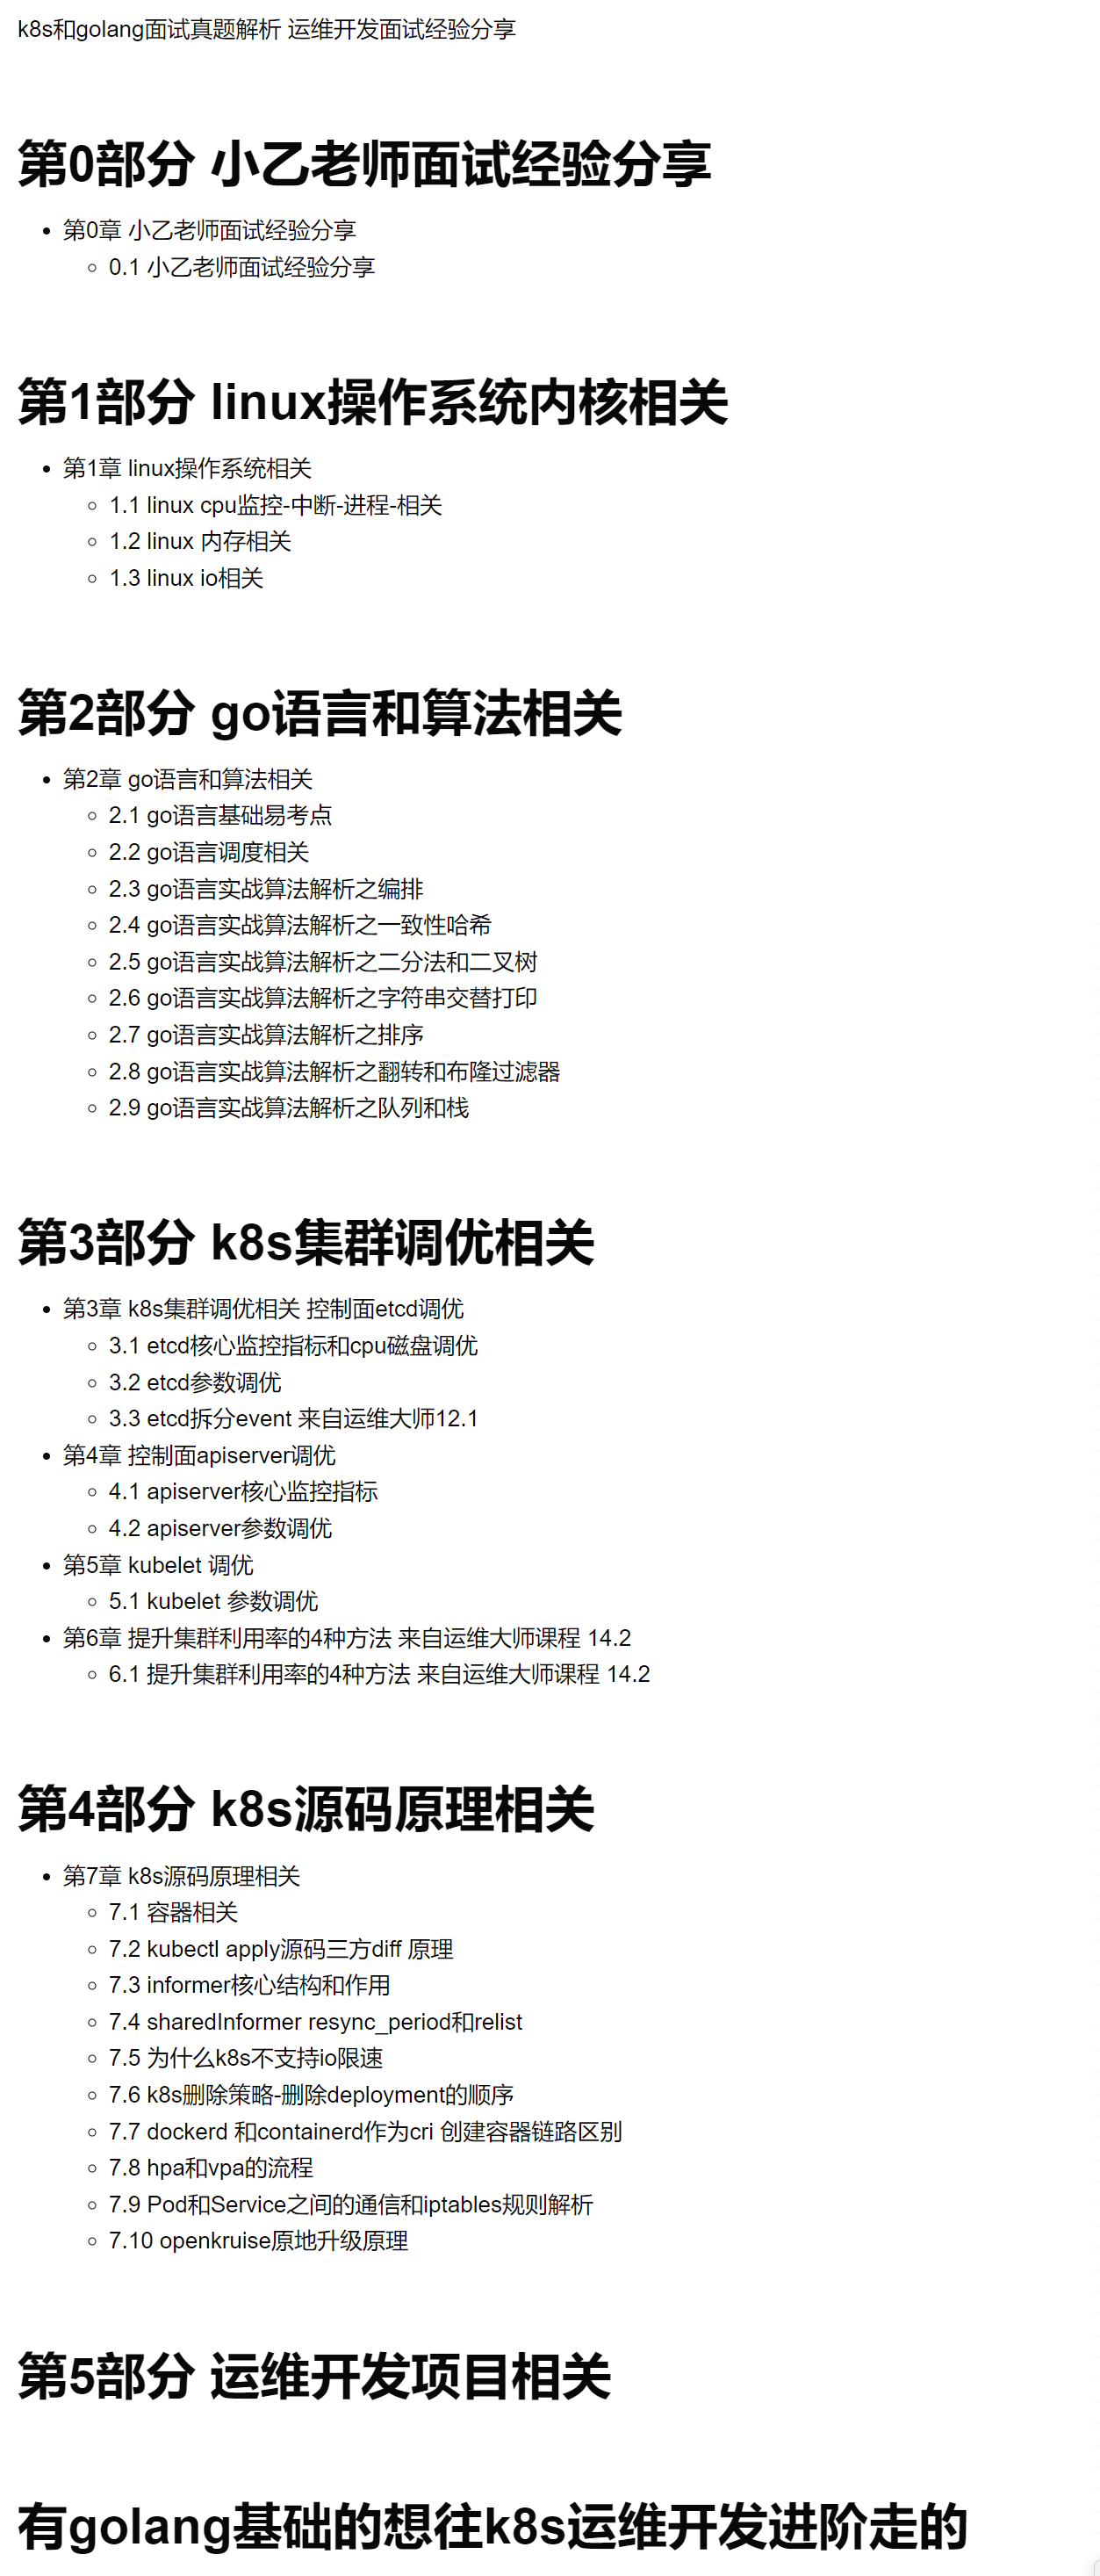 k8s和golang面试真题解析 运维开发面试经验分享
第0部分 小乙老师面试经验分享
第0章 小乙老师面试经验分享
0.1 小乙老师面试经验分享
第1部分 linux操作系统内核相关
第1章 linux操作系统相关
1.1 linux cpu监控-中断-进程-相关
1.2 linux 内存相关
1.3 linux io相关
第2部分 go语言和算法相关
第2章 go语言和算法相关
2.1 go语言基础易考点
2.2 go语言调度相关
2.3 go语言实战算法解析之编排
2.4 go语言实战算法解析之一致性哈希
2.5 go语言实战算法解析之二分法和二叉树
2.6 go语言实战算法解析之字符串交替打印
2.7 go语言实战算法解析之排序
2.8 go语言实战算法解析之翻转和布隆过滤器
2.9 go语言实战算法解析之队列和栈
第3部分 k8s集群调优相关
第3章 k8s集群调优相关 控制面etcd调优
3.1 etcd核心监控指标和cpu磁盘调优
3.2 etcd参数调优
3.3 etcd拆分event 来自运维大师12.1
第4章 控制面apiserver调优
4.1 apiserver核心监控指标
4.2 apiserver参数调优
第5章 kubelet 调优
5.1 kubelet 参数调优
第6章 提升集群利用率的4种方法 来自运维大师课程 14.2
6.1 提升集群利用率的4种方法 来自运维大师课程 14.2
第4部分 k8s源码原理相关
第7章 k8s源码原理相关
7.1 容器相关
7.2 kubectl apply源码三方diff 原理
7.3 informer核心结构和作用
7.4 sharedInformer resync_period和relist
7.5 为什么k8s不支持io限速
7.6 k8s删除策略-删除deployment的顺序
7.7 dockerd 和containerd作为cri 创建容器链路区别
7.8 hpa和vpa的流程
7.9 Pod和Service之间的通信和iptables规则解析
7.10 openkruise原地升级原理
第5部分 运维开发项目相关
有golang基础的想往k8s运维开发进阶走的